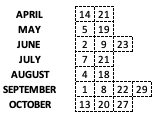 APRIL 14 21
MAY 5 19
JUNE 2 9 23
JULY 7 21
AUGUST 4 18
SEPTEMBER 1 8 22 29
OCTOBER 13 20 27